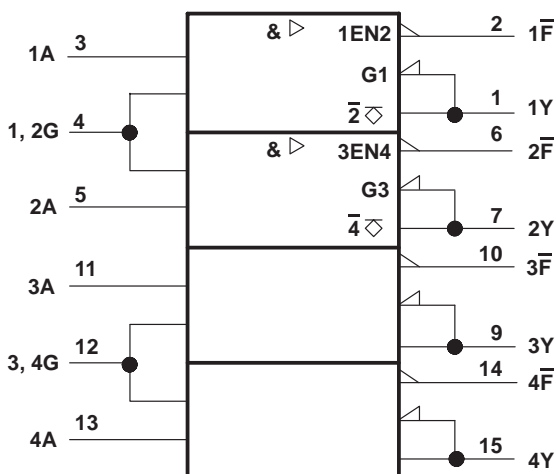 & ▷ 1EN2 2 1F̅
1A 3
G1
1, 2G 4
2̅ ◇̅ 1 1Y
& ▷ 3EN4 6 2F̅
2A 5
G3
4̅ ◇̅ 7 2Y
10 3F̅
3A 11
3, 4G 12
9 3Y
14 4F̅
4A 13
15 4Y